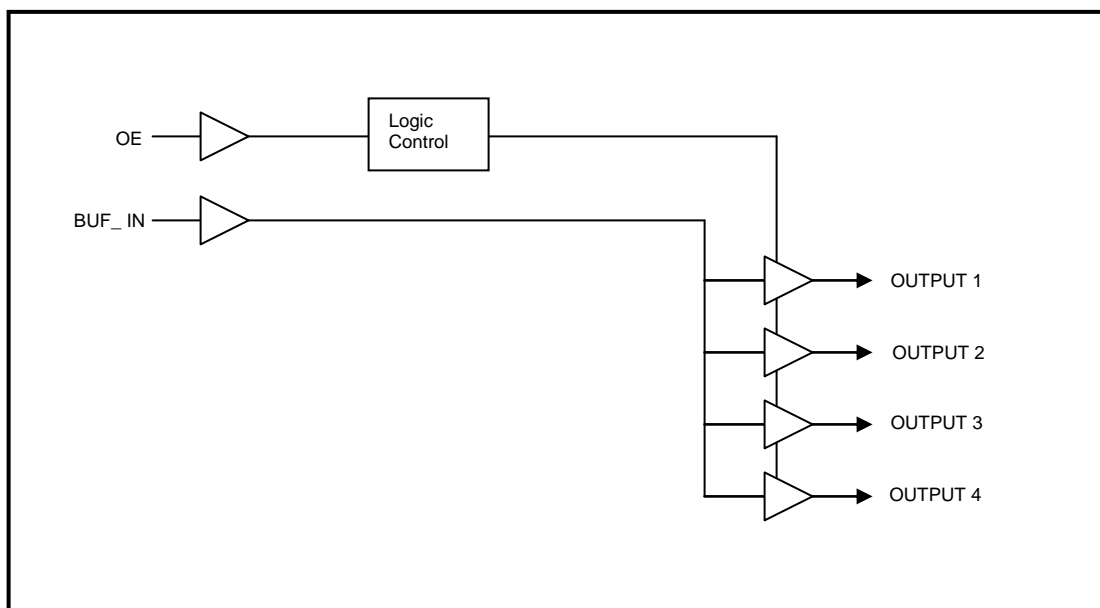 OE
Logic
Control
BUF_ IN
OUTPUT 1
OUTPUT 2
OUTPUT 3
OUTPUT 4